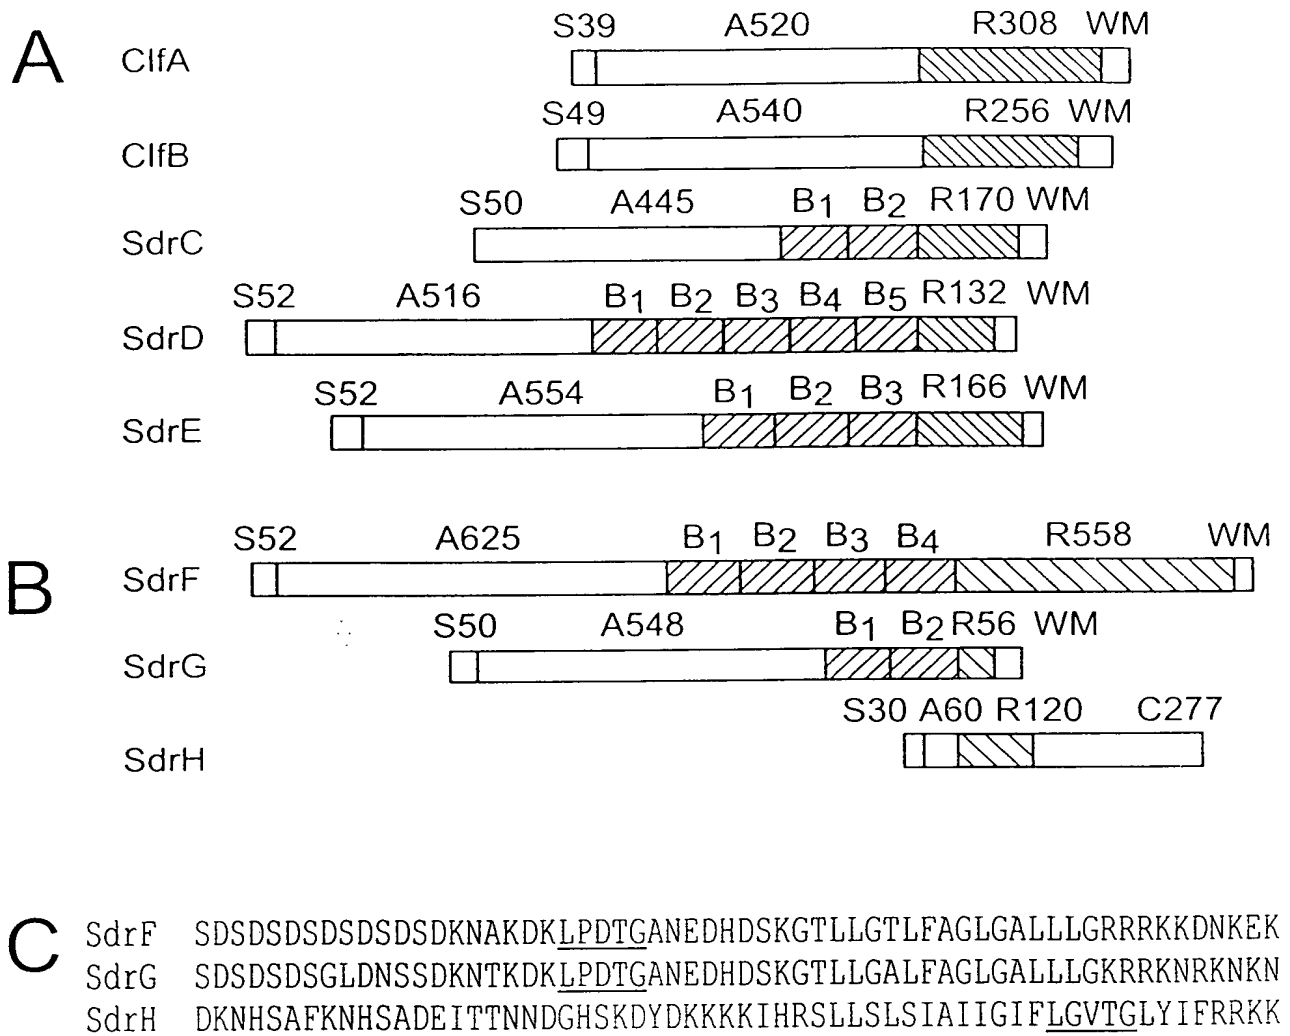 A
S39 A520 R308 WM
ClfA
S49 A540 R256 WM
ClfB
S50 A445 B1 B2 R170 WM
SdrC
S52 A516 B1 B2 B3 B4 B5 R132 WM
SdrD
S52 A554 B1 B2 B3 R166 WM
SdrE
B
S52 A625 B1 B2 B3 B4 R558 WM
SdrF
S50 A548 B1 B2 R56 WM
SdrG
S30 A60 R120 C277
SdrH
C
SdrF SDSDSDSDSDSDSDKNAKDKLPDTGANEDHDSKGTLLGTLFAGLGALLLGRRRKKDNKEK
SdrG SDSDSDSGLDNSSDKNTKDKLPDTGANEDHDSKGTLLGALFAGLGALLLGKRRKNRKNKN
SdrH DKNHSAFKNHSADEITTNNDGHSKDYDKKKKIHRSLLSLSIAIIGIFLGVTGLYIFRRKK